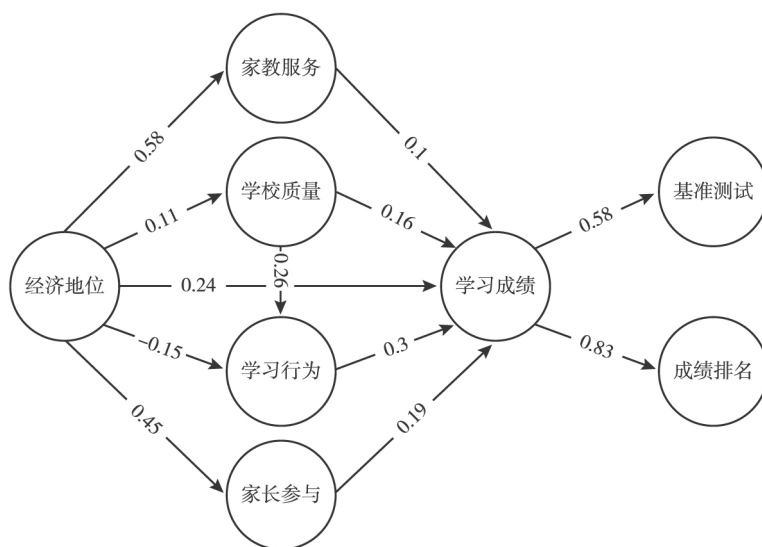 家教服务
0.58
0.1
学校质量
基准测试
0.11
0.16
0.58
0.26
经济地位
0.24
学习成绩
–0.15
0.3
0.83
学习行为
成绩排名
0.45
0.19
家长参与